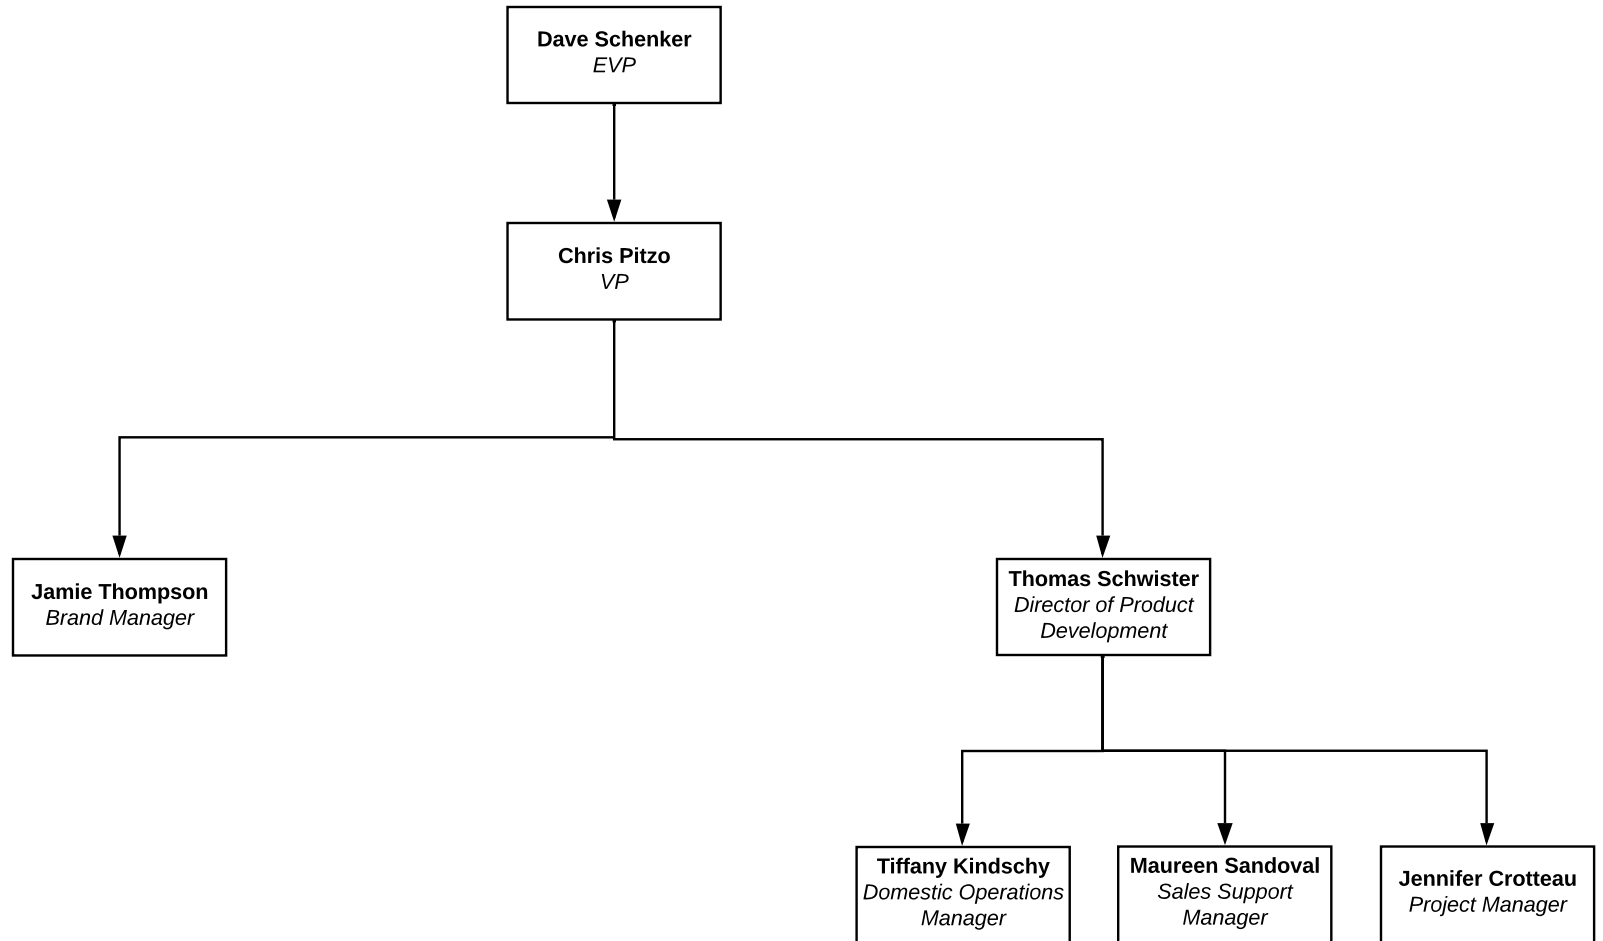 Dave Schenker
EVP
Chris Pitzo
VP
Jamie Thompson
Brand Manager
Thomas Schwister
Director of Product
Development
Tiffany Kindschy
Domestic Operations
Manager
Maureen Sandoval
Sales Support
Manager
Jennifer Crotteau
Project Manager